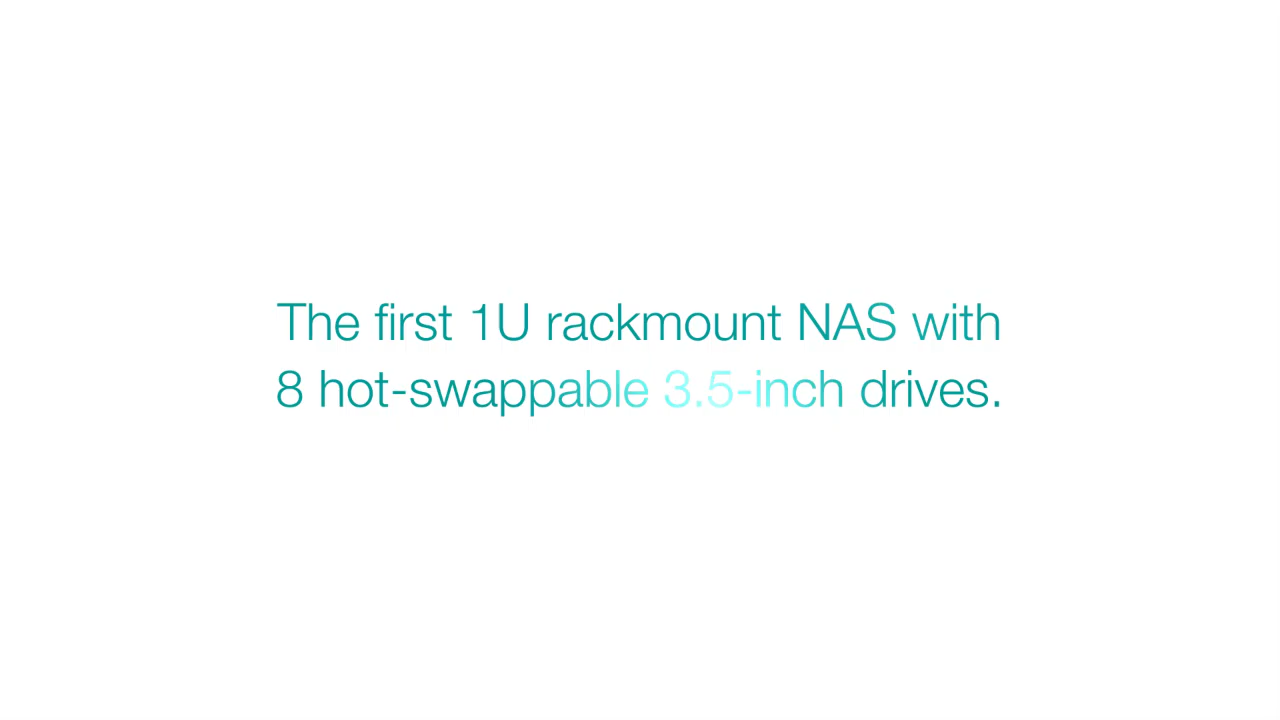 The first 1U rackmount NAS with
8 hot-swappable 3.5-inch drives.